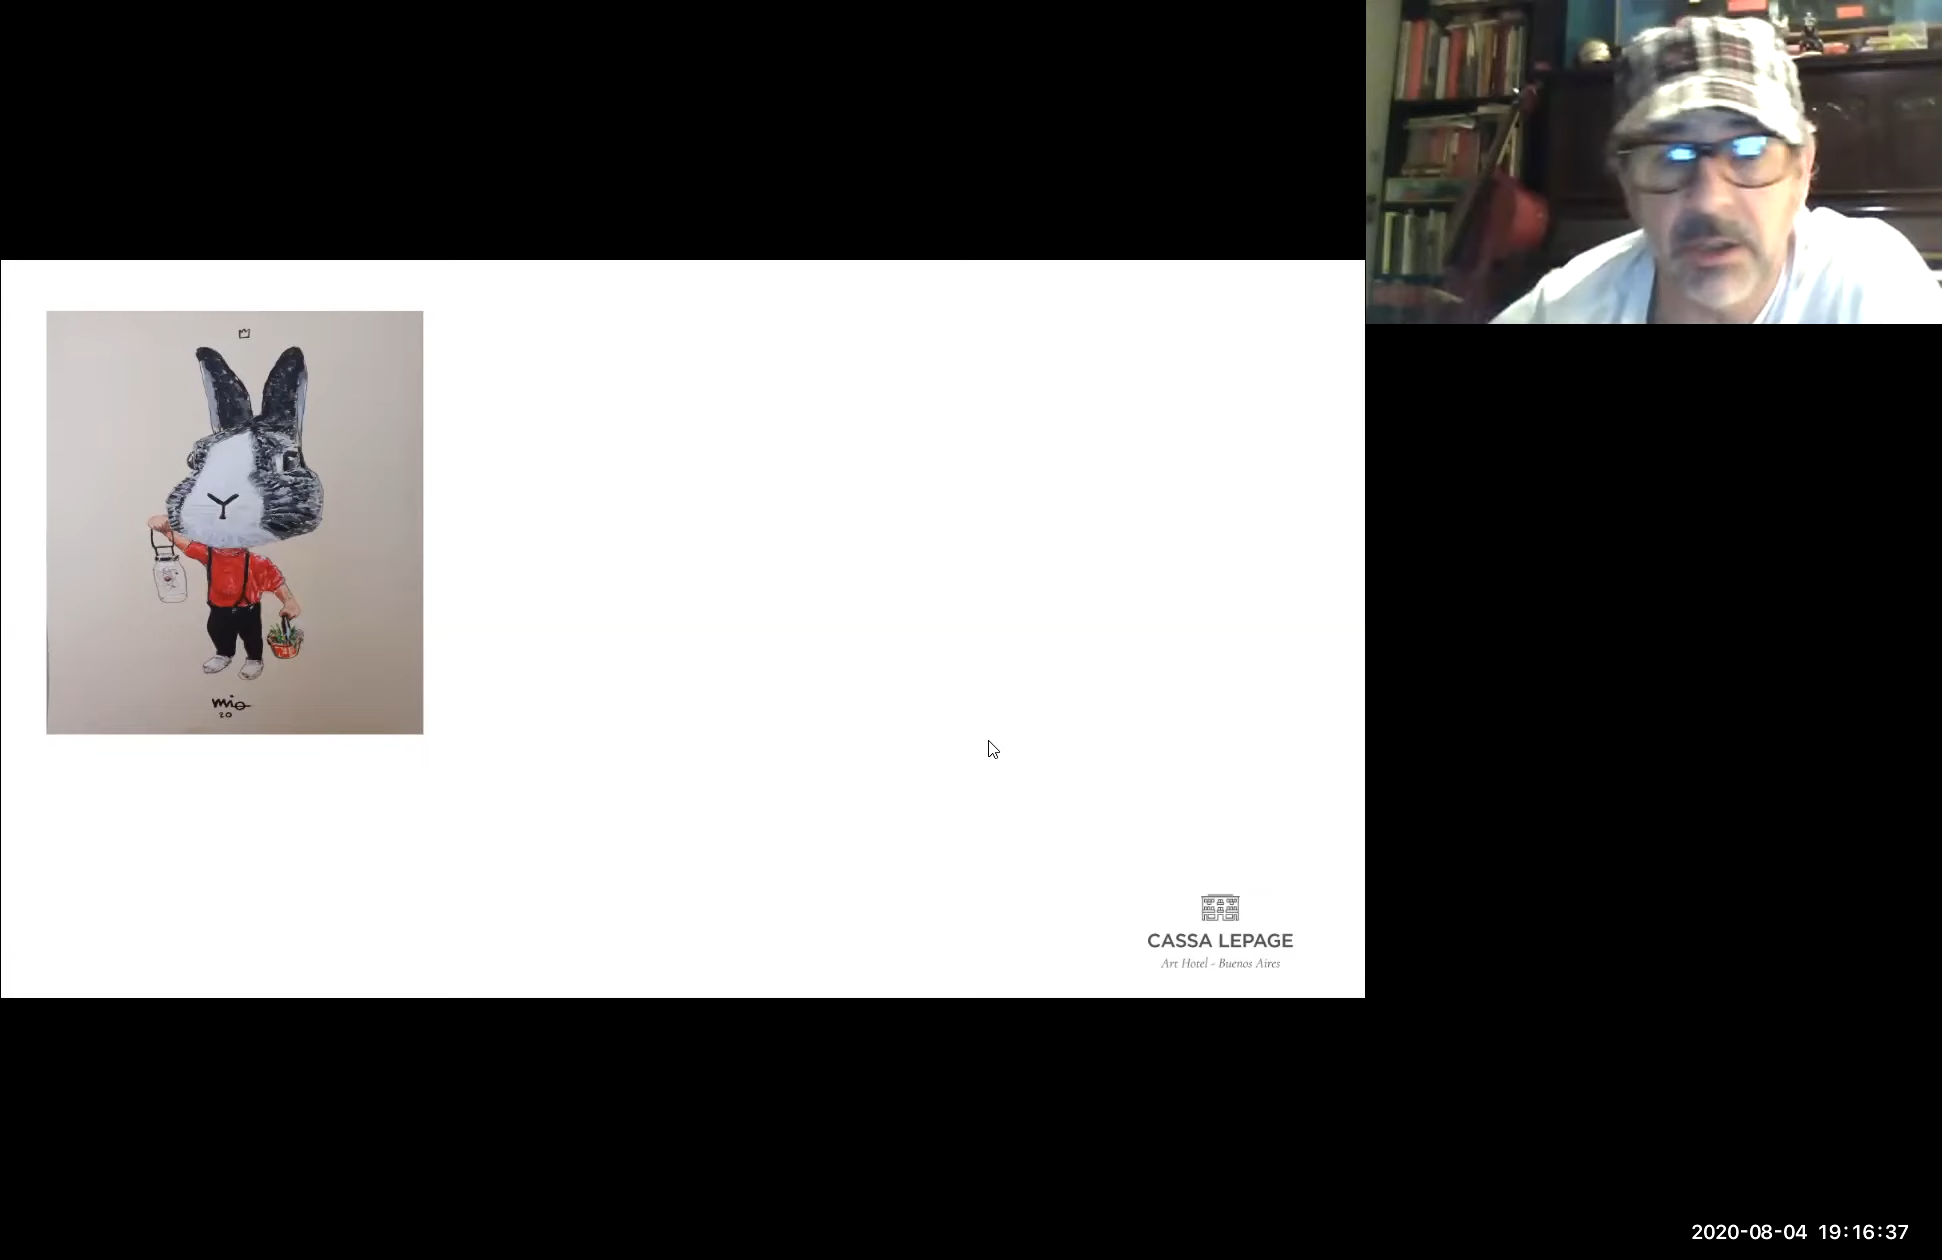 mio
20
CASSA LEPAGE
Art Hotel - Buenos Aires
2020-08-04 19:16:37